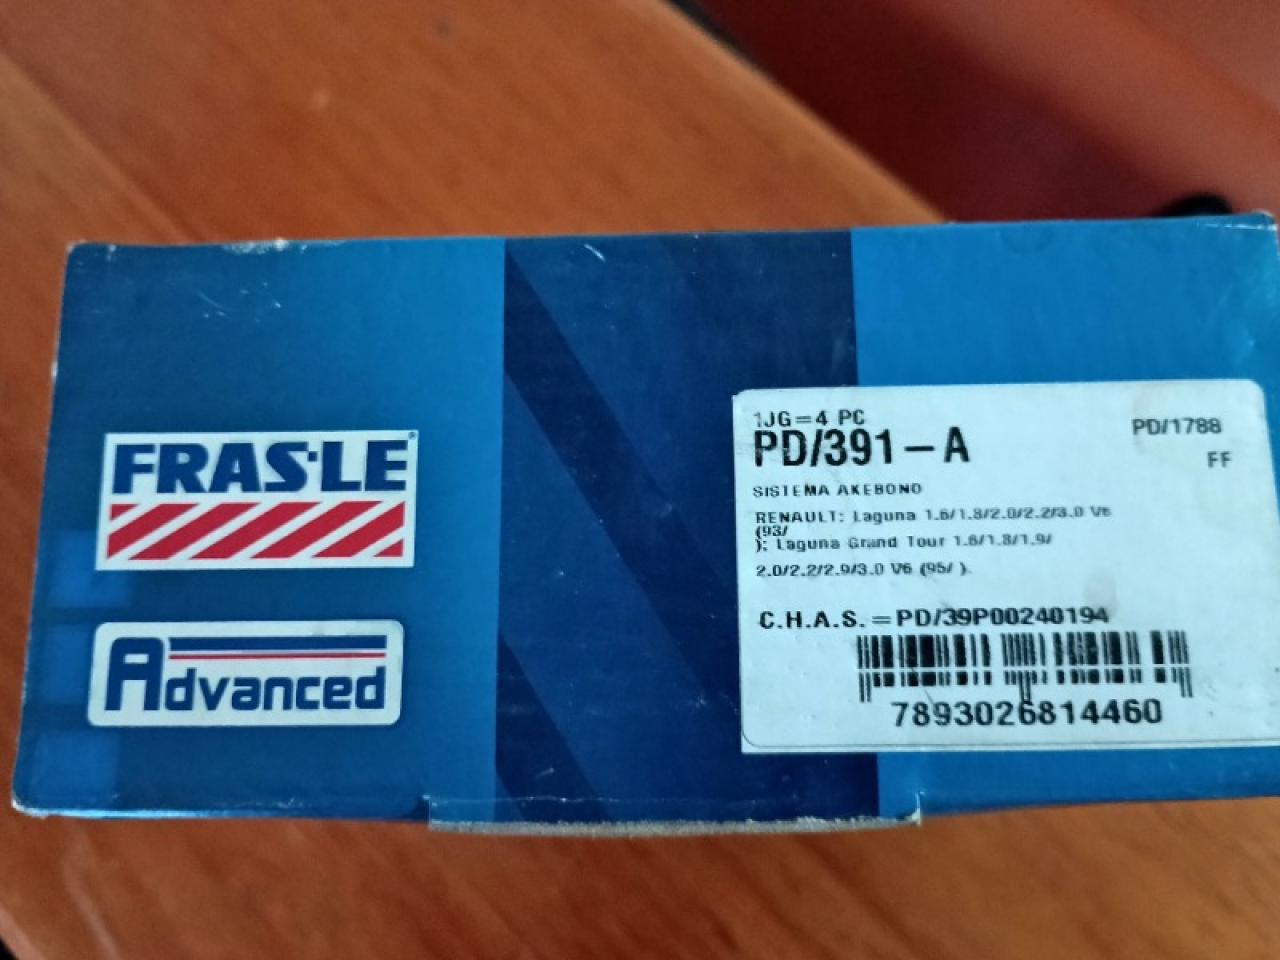 FRAS-LE®
Advanced
1JG=4 PC
PD/391-A
PD/1788
FF
SISTEMA AKEBONO
RENAULT: Laguna 1.6/1.8/2.0/2.2/3.0 V6
(93/
); Laguna Grand Tour 1.6/1.8/1.9/
2.0/2.2/2.9/3.0 V6 (95/ ).
C.H.A.S.=PD/39P00240194
7893026814460